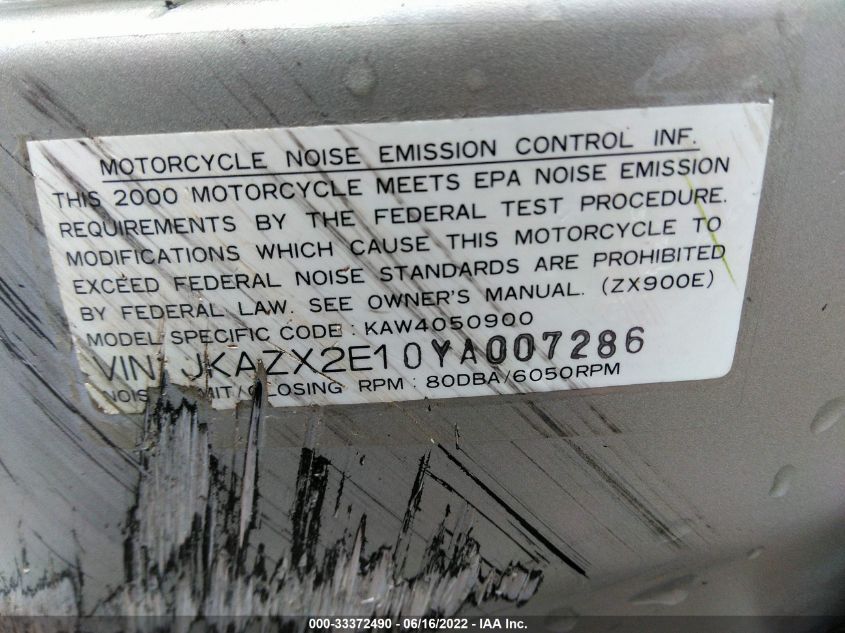 MOTORCYCLE NOISE EMISSION CONTROL INF.
THIS 2000 MOTORCYCLE MEETS EPA NOISE EMISSION
REQUIREMENTS BY THE FEDERAL TEST PROCEDURE.
MODIFICATIONS WHICH CAUSE THIS MOTORCYCLE TO
EXCEED FEDERAL NOISE STANDARDS ARE PROHIBITED
BY FEDERAL LAW. SEE OWNER'S MANUAL. (ZX900E)
MODEL SPECIFIC CODE : KAW4050900
VIN: JKAZX2E10YA007286
CLOSING RPM : 80DBA/6050RPM
000-33372490 - 06/16/2022 - IAA Inc.